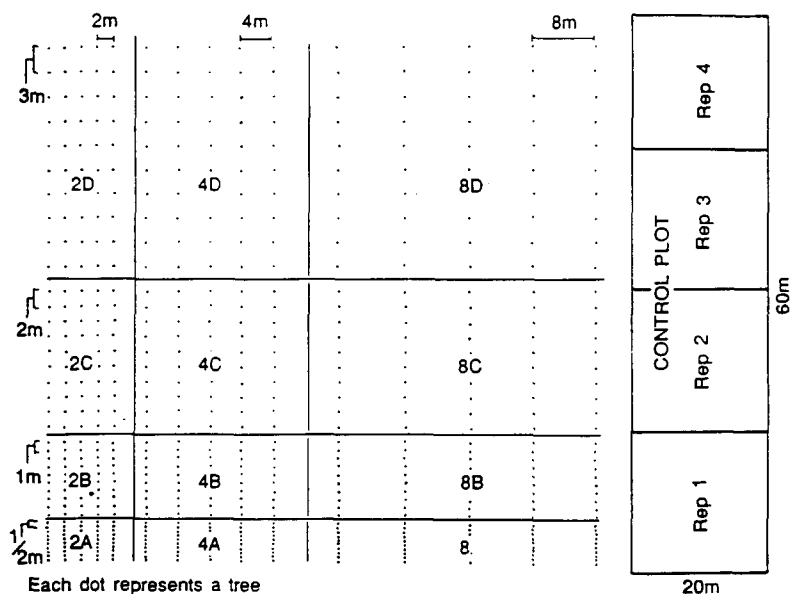 2m 4m 8m
3m
2D 4D 8D
2m
2C 4C 8C
1m
2B 4B 8B
1/2m
2A 4A 8
Each dot represents a tree
Rep 4
Rep 3
CONTROL PLOT
Rep 2
Rep 1
60m
20m